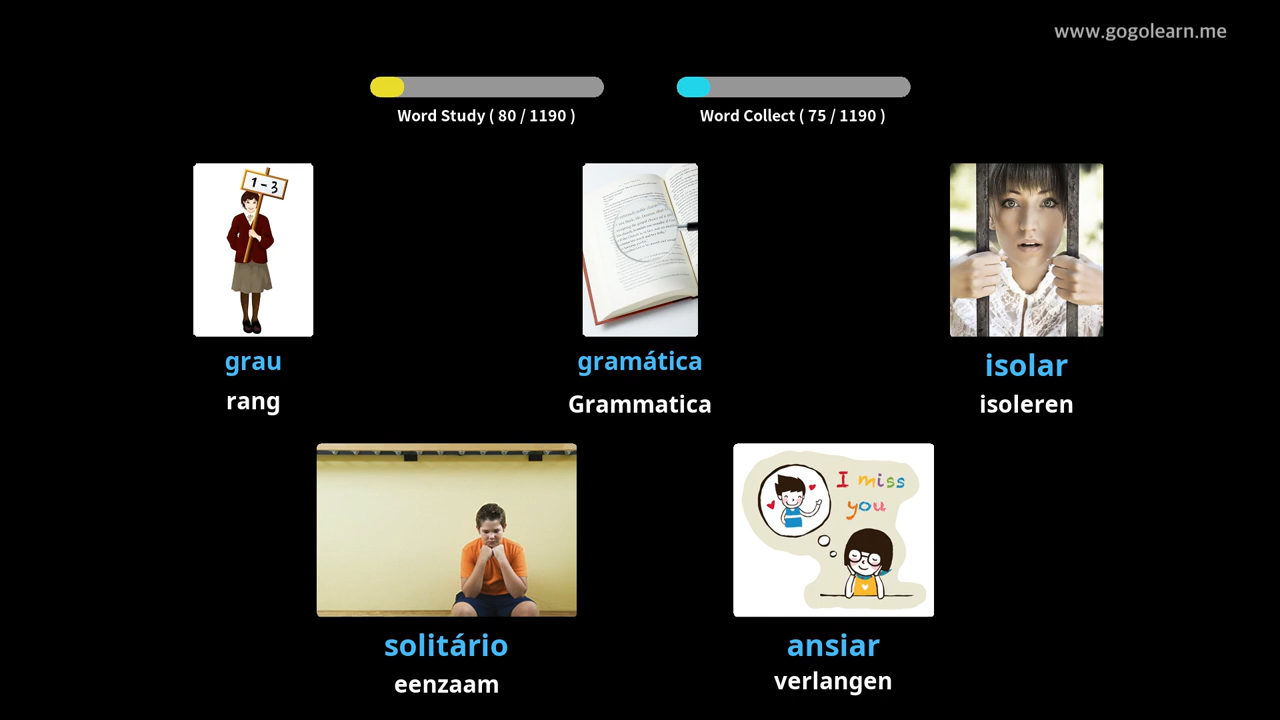 www.gogolearn.me
Word Study ( 80 / 1190 )
Word Collect ( 75 / 1190 )
1 - 3
grau
rang
gramática
Grammatica
isolar
isoleren
I miss
you
solitário
eenzaam
ansiar
verlangen